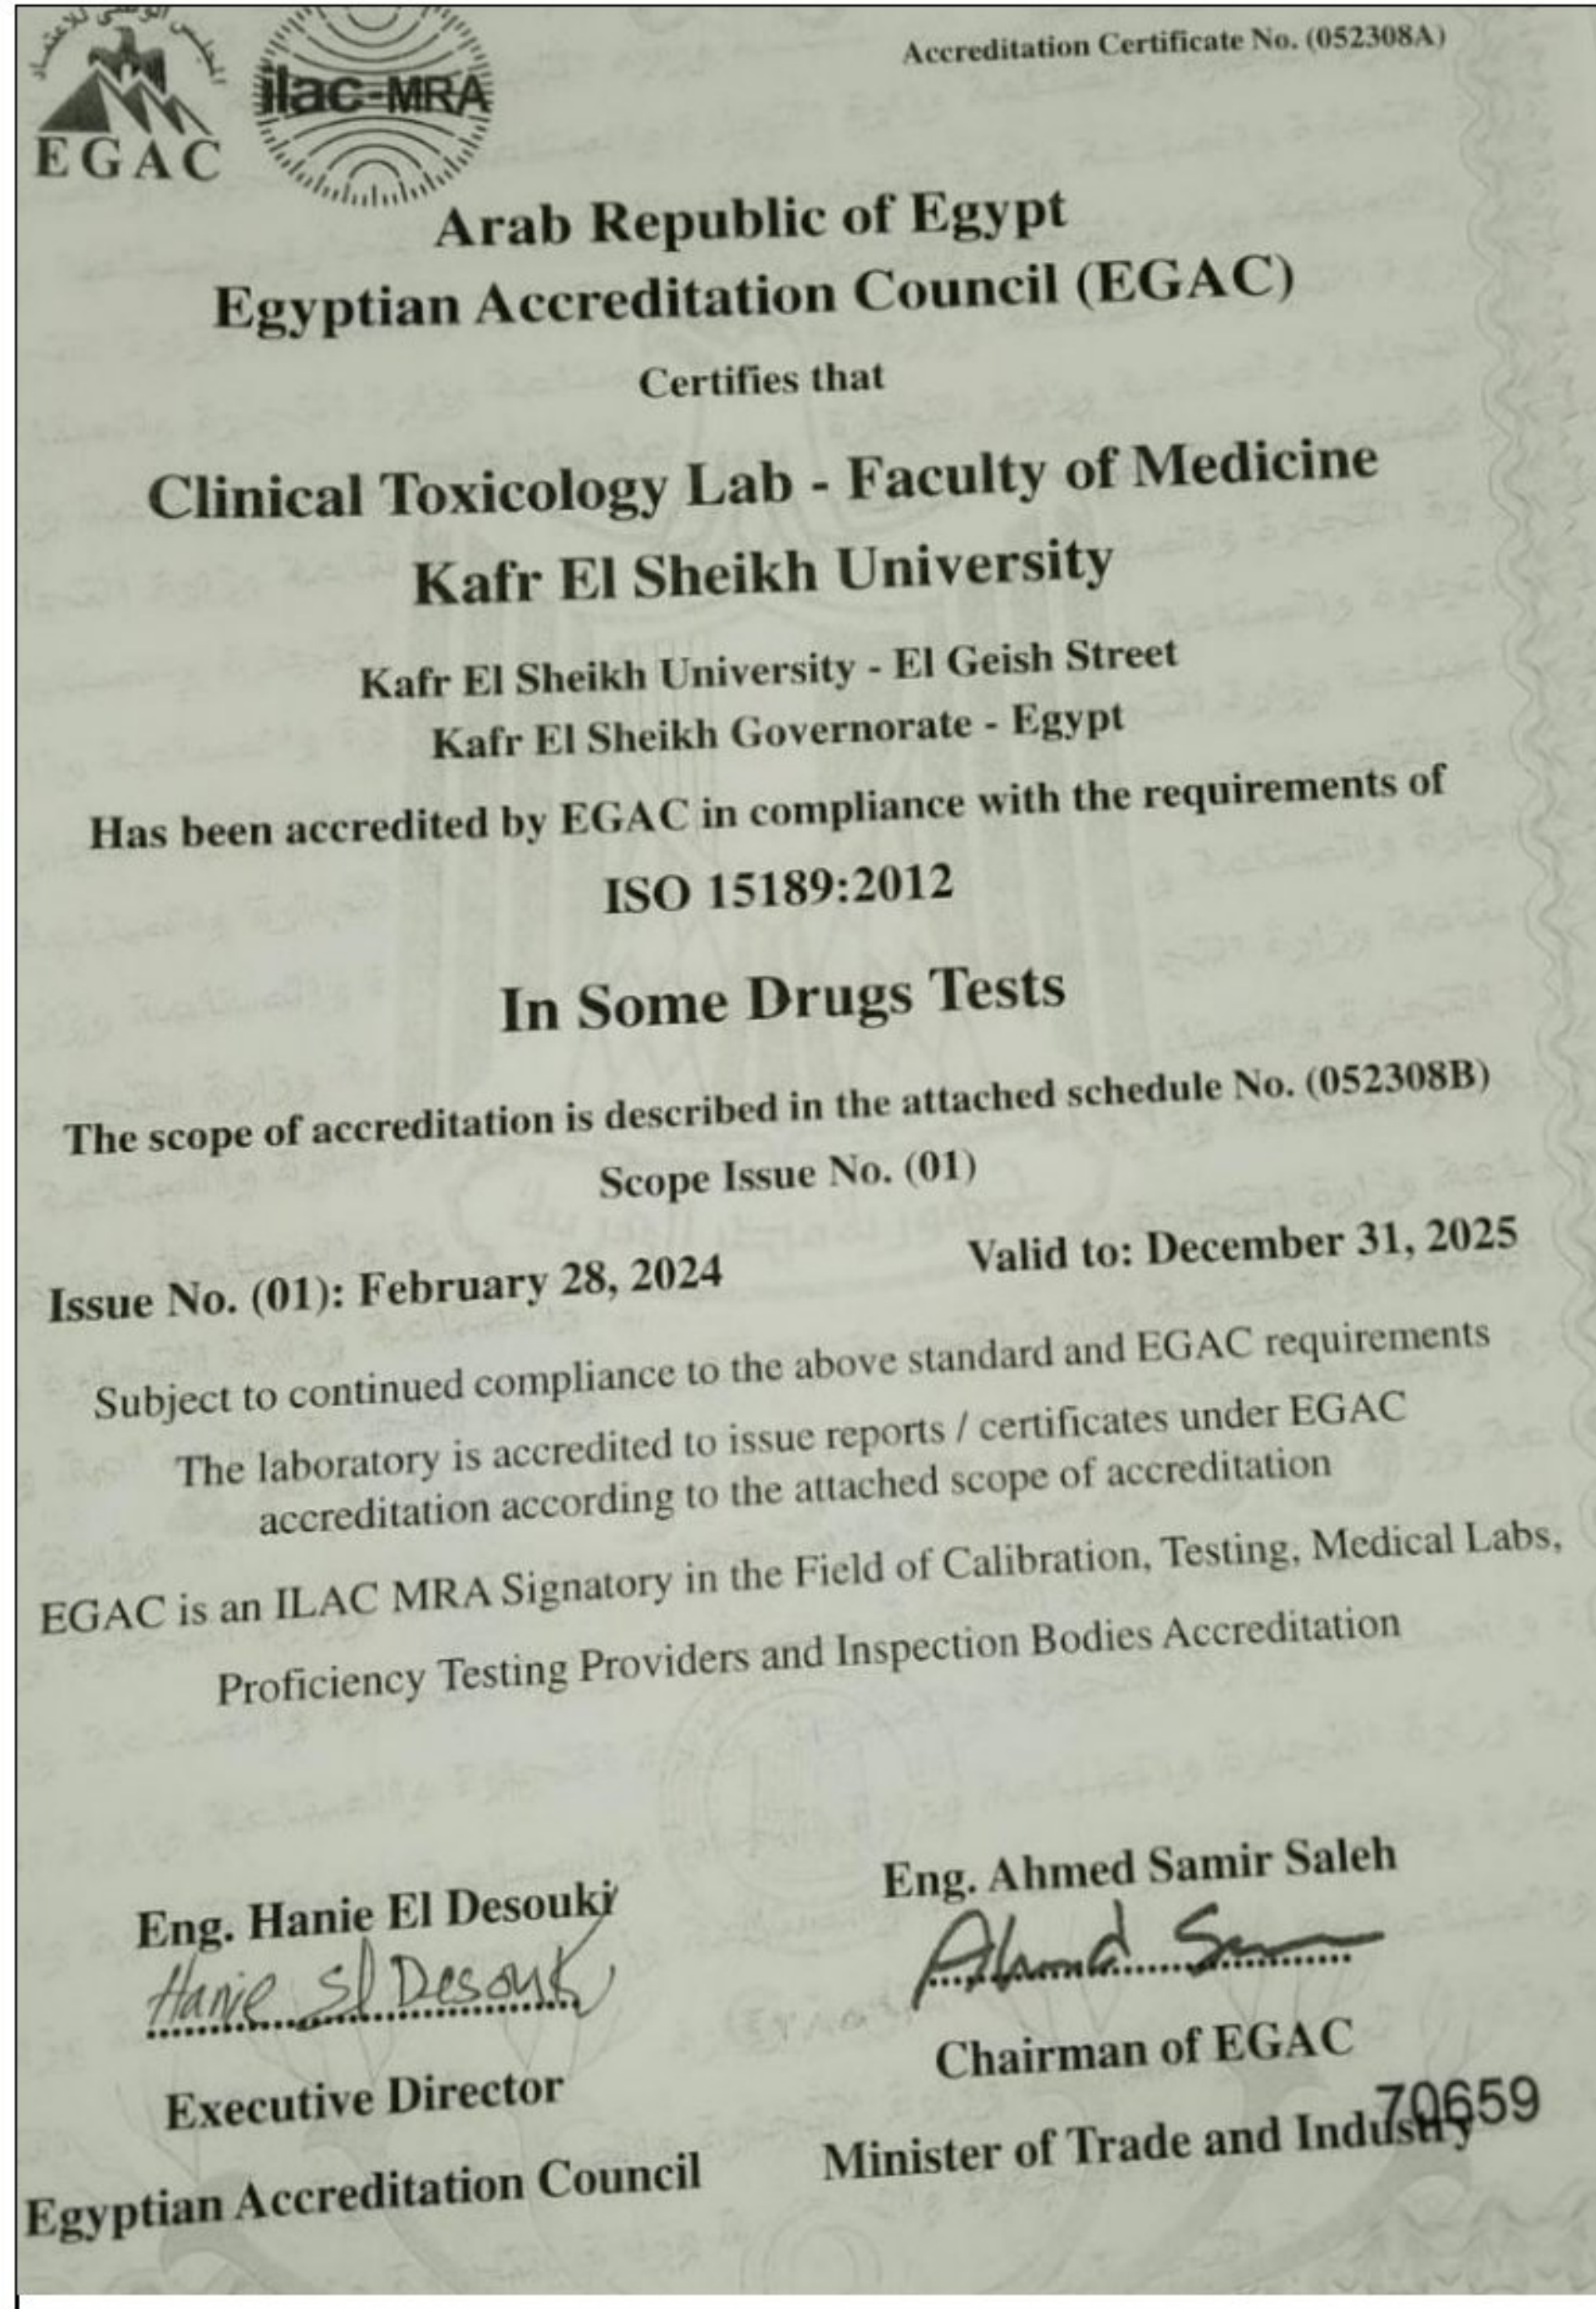 المجلس الوطني للاعتماد
EGAC
ilac-MRA
Accreditation Certificate No. (052308A)
Arab Republic of Egypt
Egyptian Accreditation Council (EGAC)
Certifies that
Clinical Toxicology Lab - Faculty of Medicine
Kafr El Sheikh University
Kafr El Sheikh University - El Geish Street
Kafr El Sheikh Governorate - Egypt
Has been accredited by EGAC in compliance with the requirements of
ISO 15189:2012
In Some Drugs Tests
The scope of accreditation is described in the attached schedule No. (052308B)
Scope Issue No. (01)
Issue No. (01): February 28, 2024
Valid to: December 31, 2025
Subject to continued compliance to the above standard and EGAC requirements
The laboratory is accredited to issue reports / certificates under EGAC
accreditation according to the attached scope of accreditation
EGAC is an ILAC MRA Signatory in the Field of Calibration, Testing, Medical Labs,
Proficiency Testing Providers and Inspection Bodies Accreditation
Eng. Hanie El Desouki
Hanie El Desouki
Executive Director
Egyptian Accreditation Council
Eng. Ahmed Samir Saleh
Ahmed Sam
Chairman of EGAC
Minister of Trade and Industry
70659